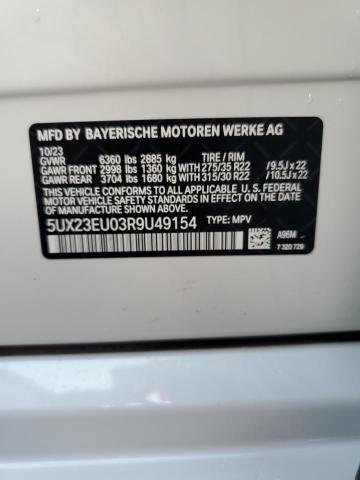 MFD BY BAYERISCHE MOTOREN WERKE AG
10/23
GVWR 6360 lbs 2885 kg TIRE / RIM
GAWR FRONT 2998 lbs 1360 kg WITH 275/35 R22 /9.5J x 22
GAWR REAR 3704 lbs 1680 kg WITH 315/30 R22 /10.5J x 22
THIS VEHICLE CONFORMS TO ALL APPLICABLE U. S. FEDERAL
MOTOR VEHICLE SAFETY STANDARDS IN EFFECT ON THE
DATE OF MANUFACTURE SHOWN ABOVE.
5UX23EU03R9U49154 TYPE: MPV
A96M
7 320 729